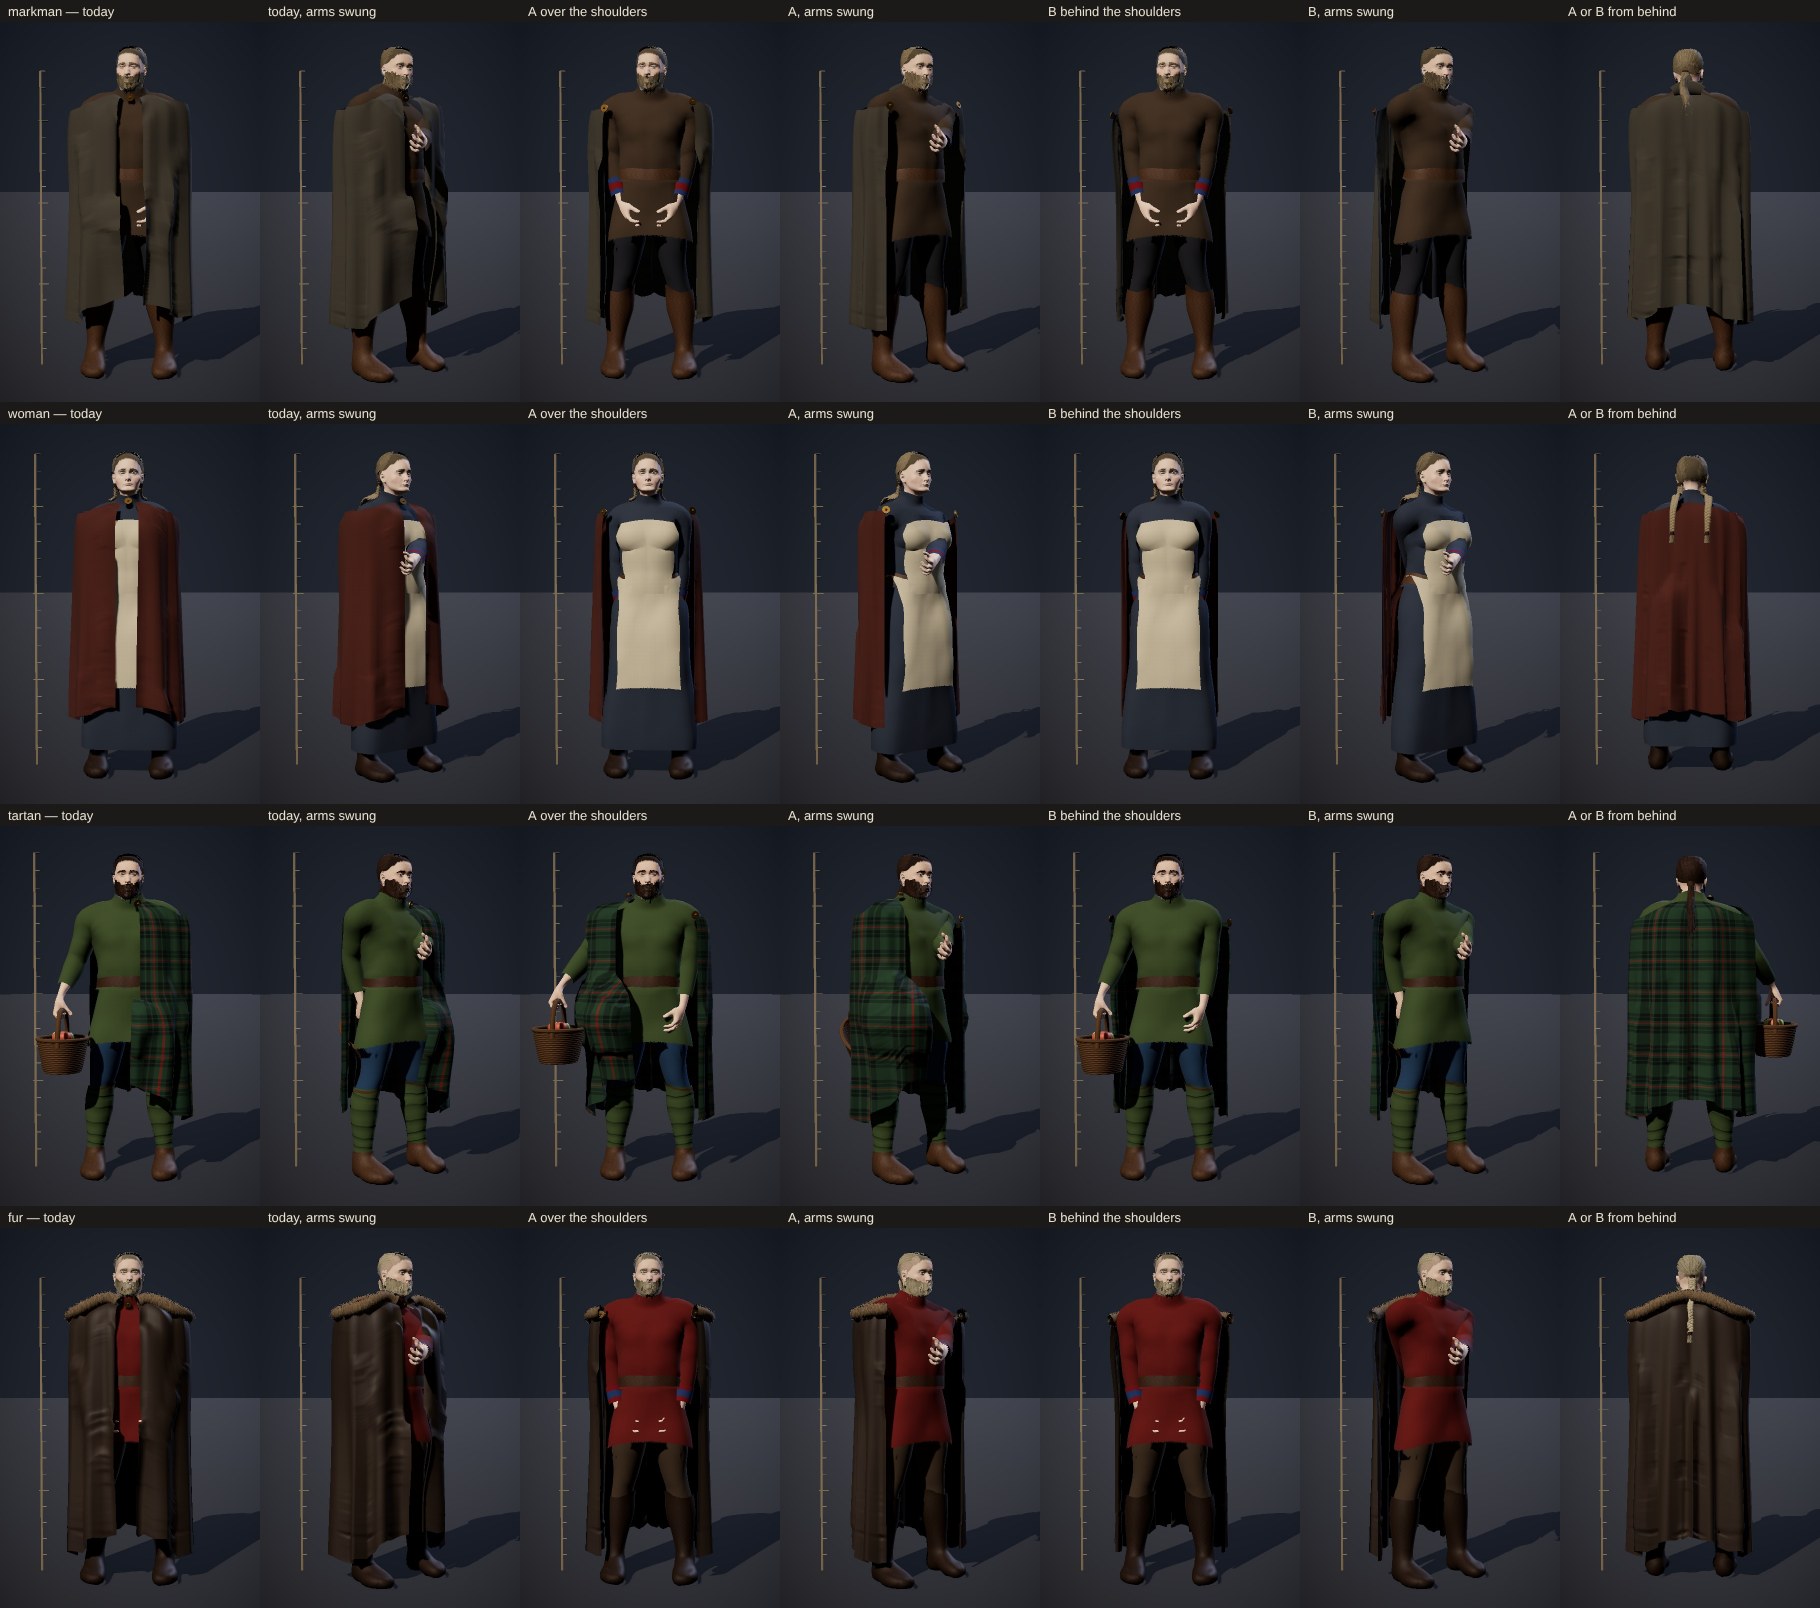 markman — today
today, arms swung
A over the shoulders
A, arms swung
B behind the shoulders
B, arms swung
A or B from behind
woman — today
today, arms swung
A over the shoulders
A, arms swung
B behind the shoulders
B, arms swung
A or B from behind
tartan — today
today, arms swung
A over the shoulders
A, arms swung
B behind the shoulders
B, arms swung
A or B from behind
fur — today
today, arms swung
A over the shoulders
A, arms swung
B behind the shoulders
B, arms swung
A or B from behind